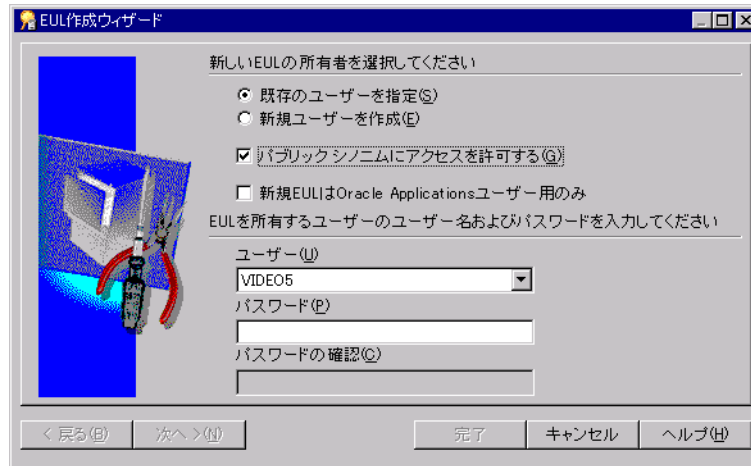 EUL作成ウィザード
新しいEULの所有者を選択してください
既存のユーザーを指定(S)
新規ユーザーを作成(E)
パブリック シノニムにアクセスを許可する(G)
新規EULはOracle Applicationsユーザー用のみ
EULを所有するユーザーのユーザー名およびパスワードを入力してください
ユーザー(U)
VIDEO5
パスワード(P)
パスワードの確認(C)
< 戻る(B)
次へ >(N)
完了
キャンセル
ヘルプ(H)